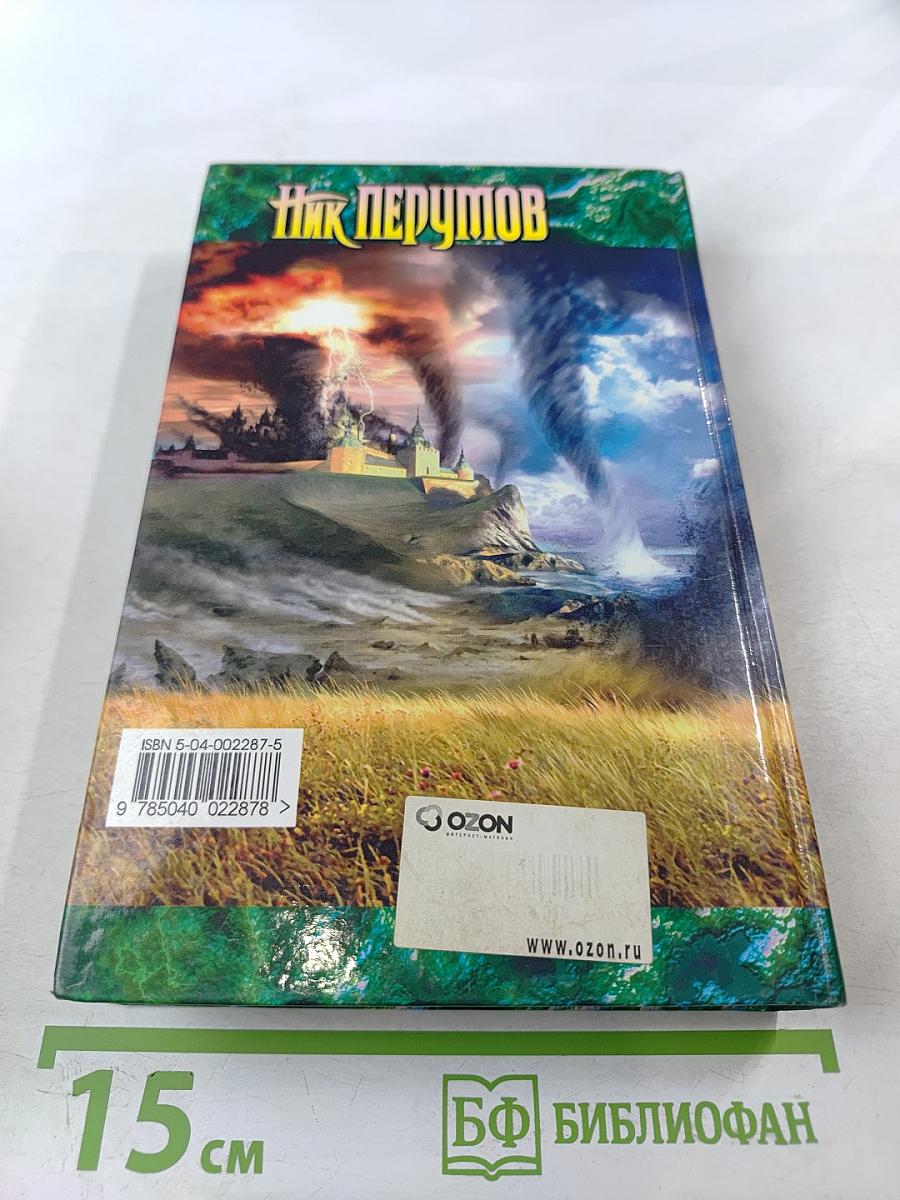 Ник ПЕРУМОВ
ISBN 5-04-002287-5
9 785040 022878 >
OZON
ИНТЕРНЕТ-МАГАЗИН
www.ozon.ru
15 см
БФ БИБЛИОФАН